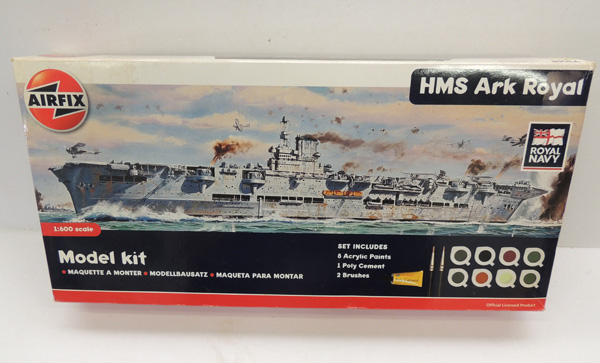 AIRFIX
HMS Ark Royal
ROYAL
NAVY
1:600 scale
Model kit
• MAQUETTE A MONTER • MODELLBAUSATZ • MAQUETA PARA MONTAR
SET INCLUDES
8 Acrylic Paints
1 Poly Cement
2 Brushes
Official Licensed Product